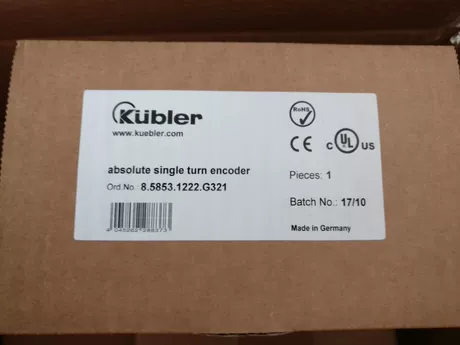 Kübler
www.kuebler.com
RoHS
CE
c UL US
absolute single turn encoder
Ord.No.: 8.5853.1222.G321
Pieces: 1
Batch No.: 17/10
Made in Germany